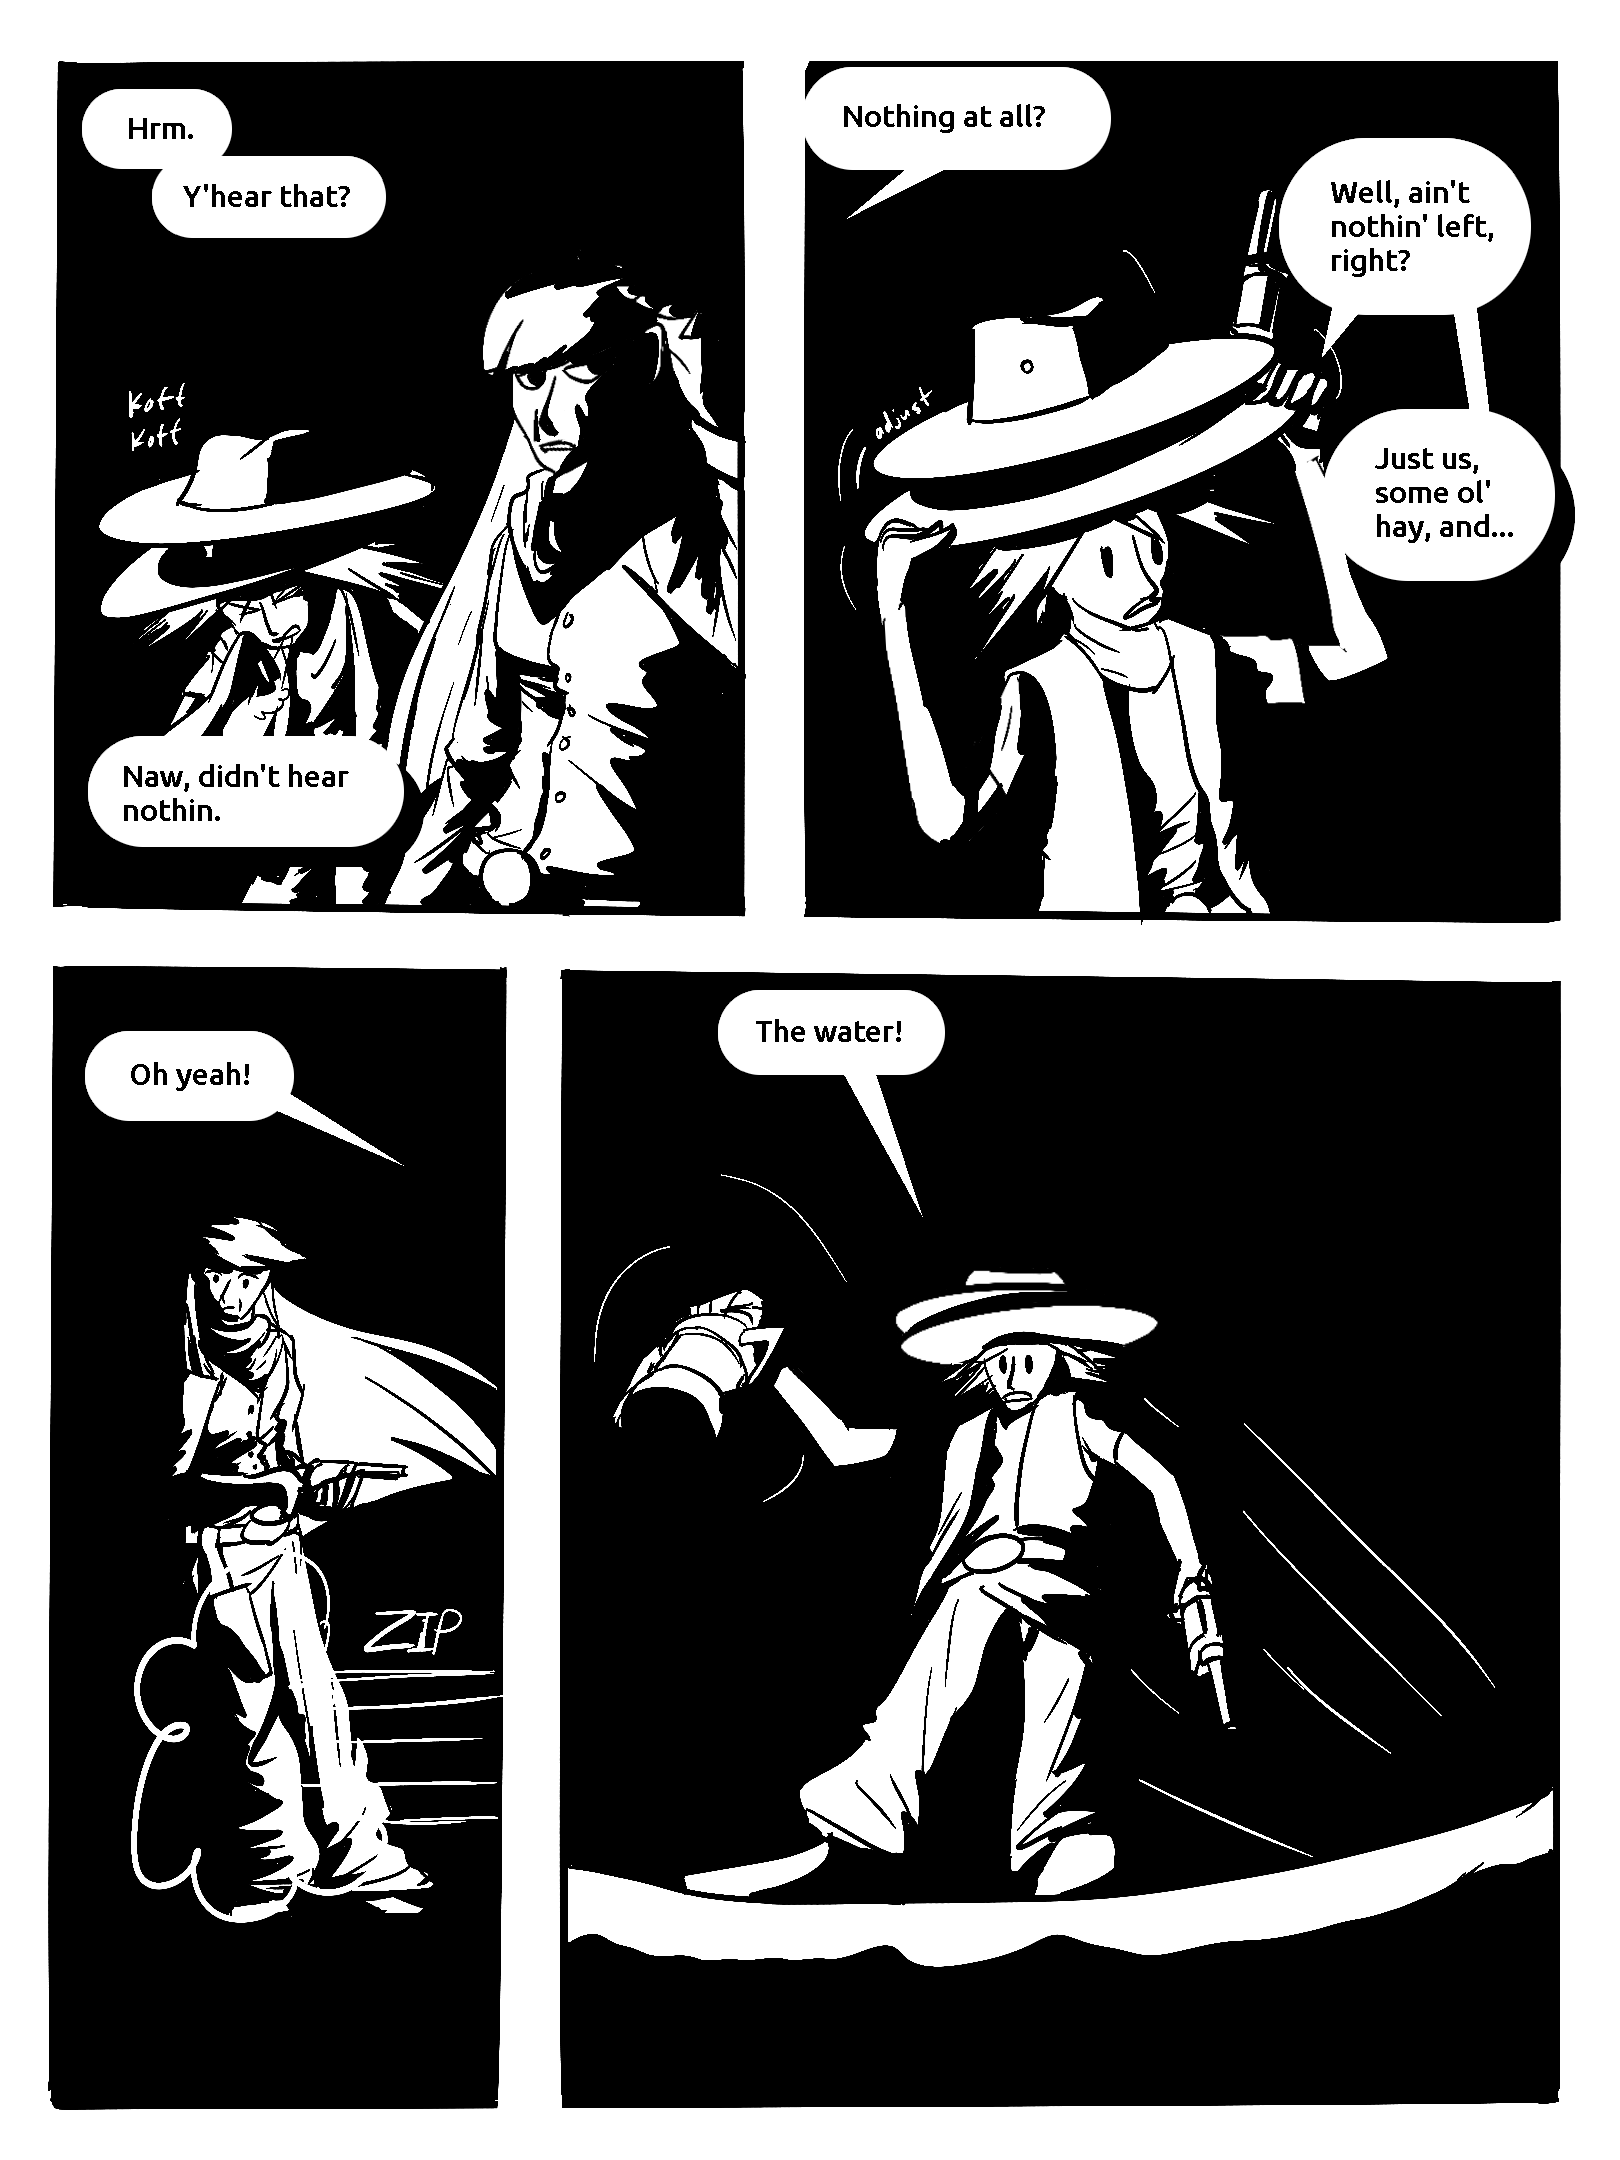 Hrm.
Y'hear that?
Koff
Koff
Naw, didn't hear
nothin.
Nothing at all?
Well, ain't
nothin' left,
right?
adjust
Just us,
some ol'
hay, and...
Oh yeah!
ZIP
The water!